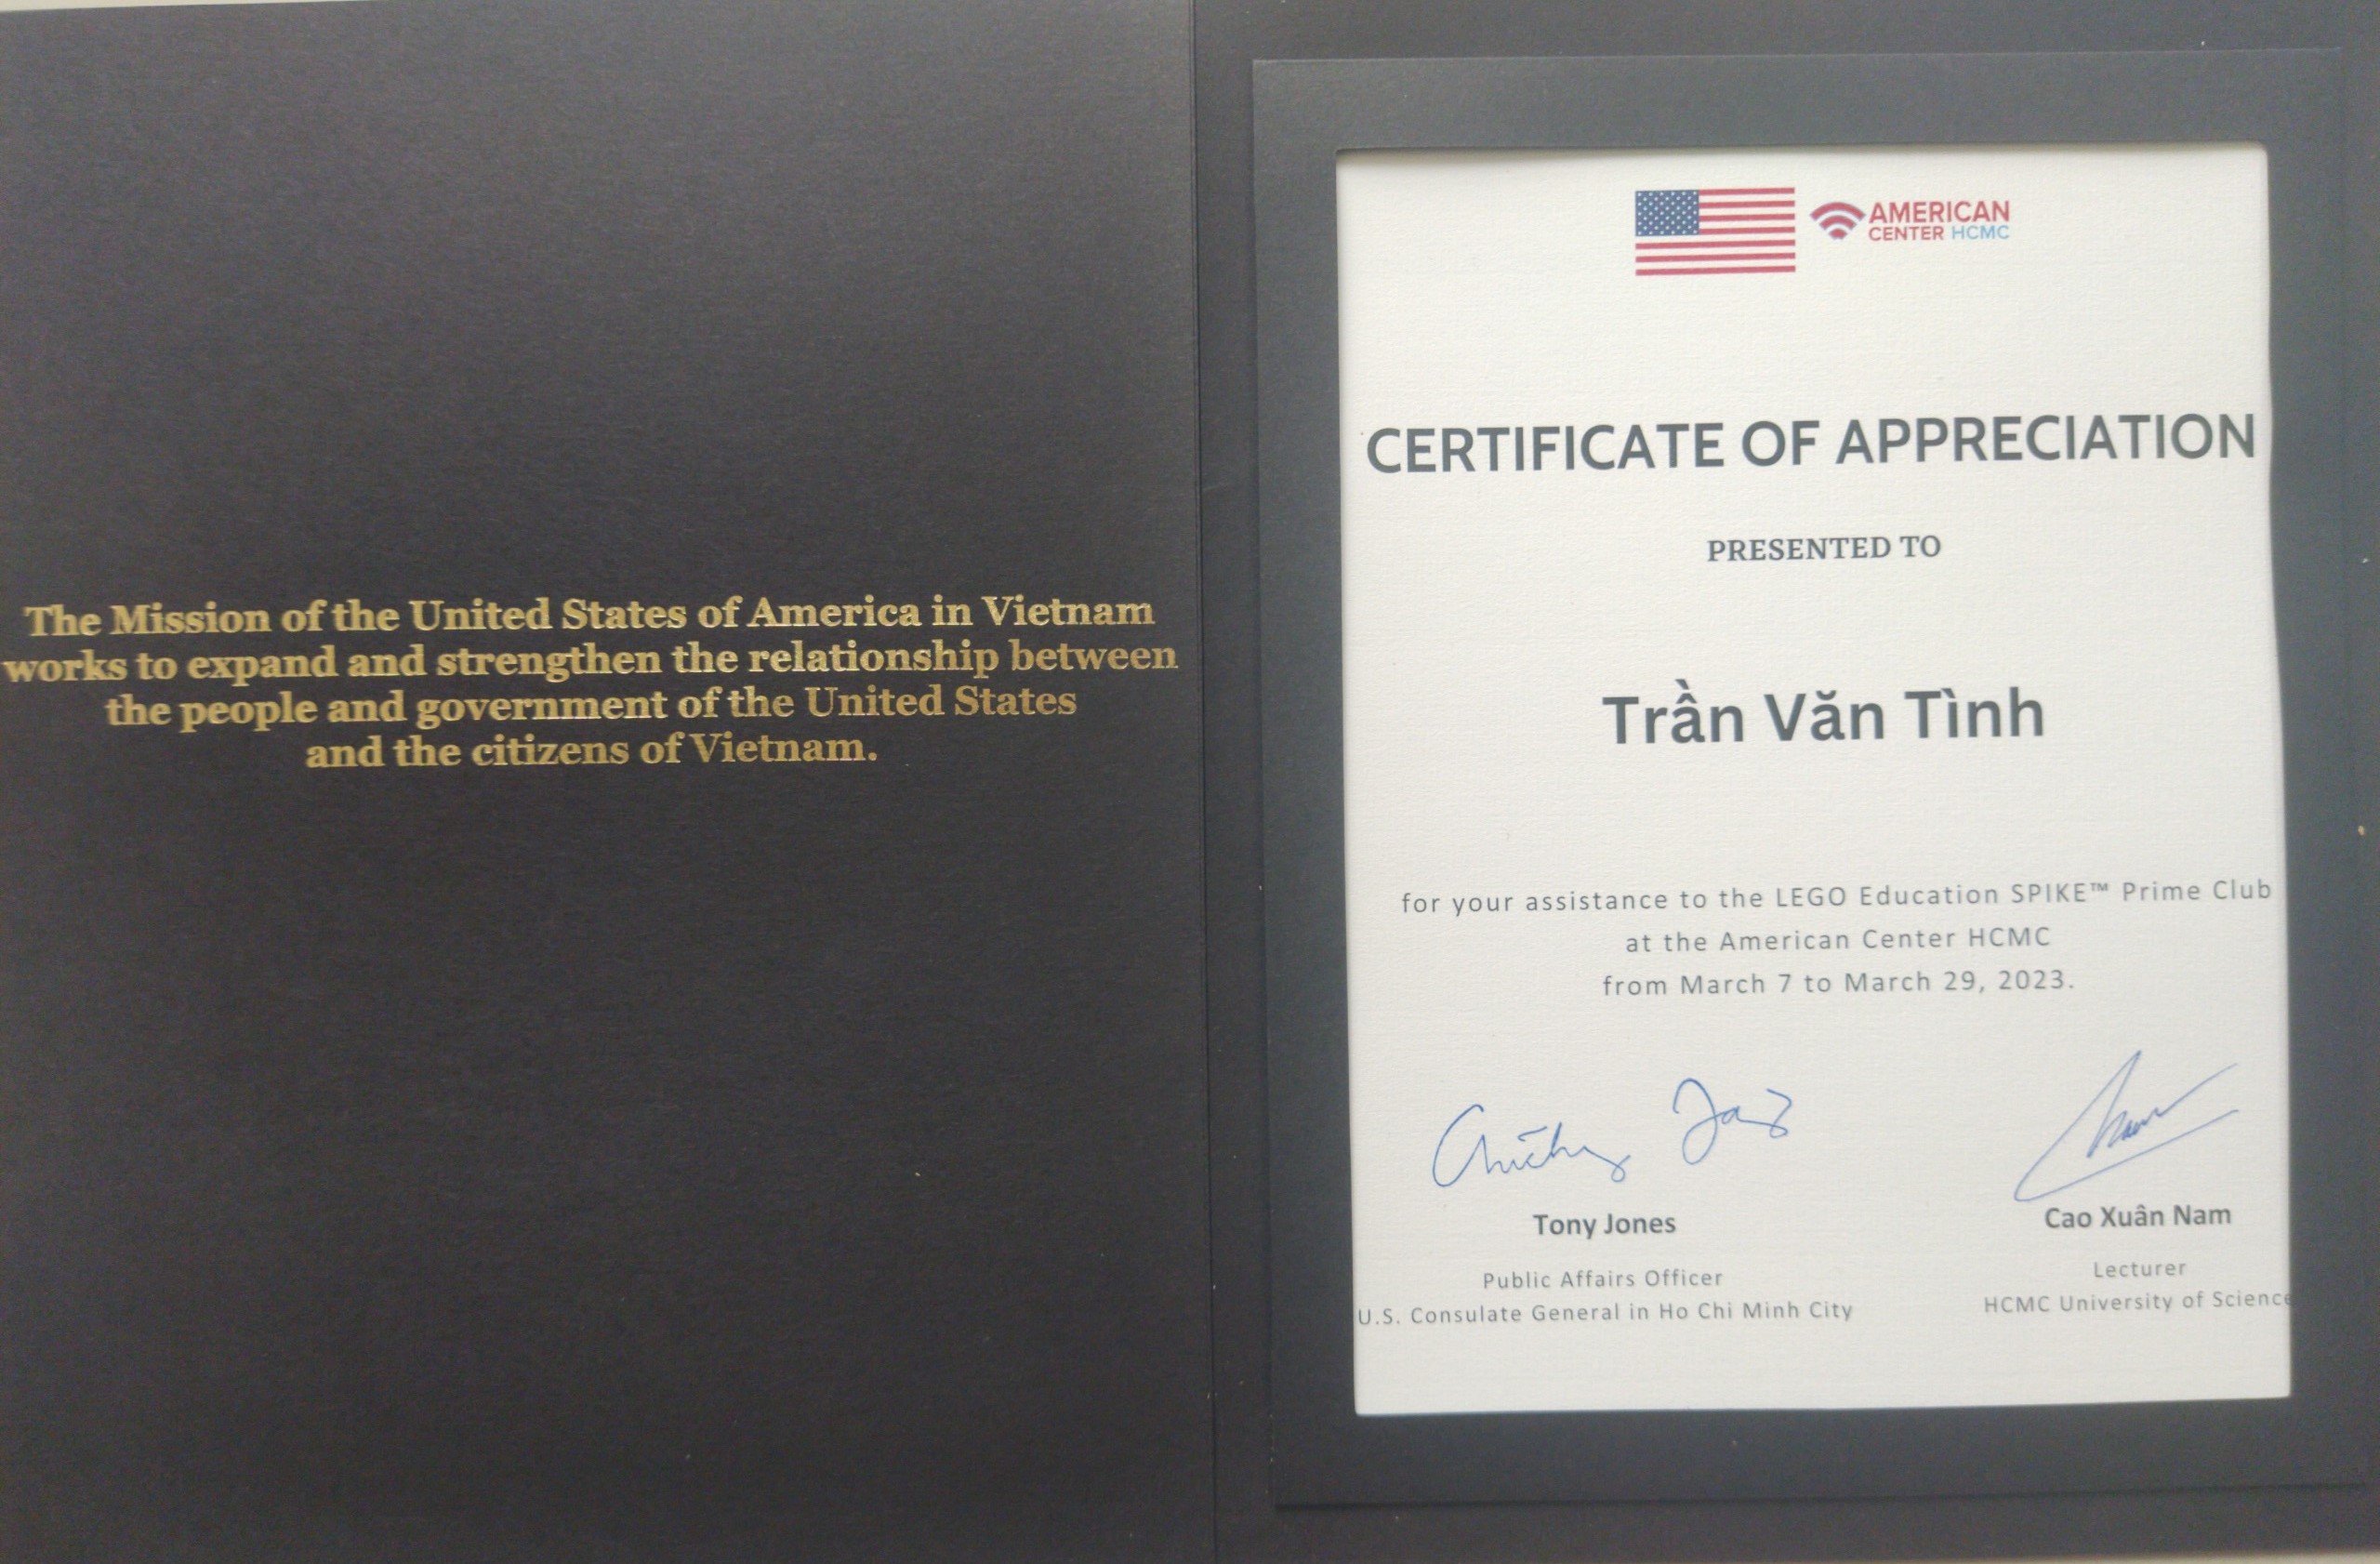 The Mission of the United States of America in Vietnam
works to expand and strengthen the relationship between
the people and government of the United States
and the citizens of Vietnam.
AMERICAN
CENTER HCMC
CERTIFICATE OF APPRECIATION
PRESENTED TO
Trần Văn Tình
for your assistance to the LEGO Education SPIKE™ Prime Club
at the American Center HCMC
from March 7 to March 29, 2023.
Tony Jones
Public Affairs Officer
U.S. Consulate General in Ho Chi Minh City
Cao Xuân Nam
Lecturer
HCMC University of Science